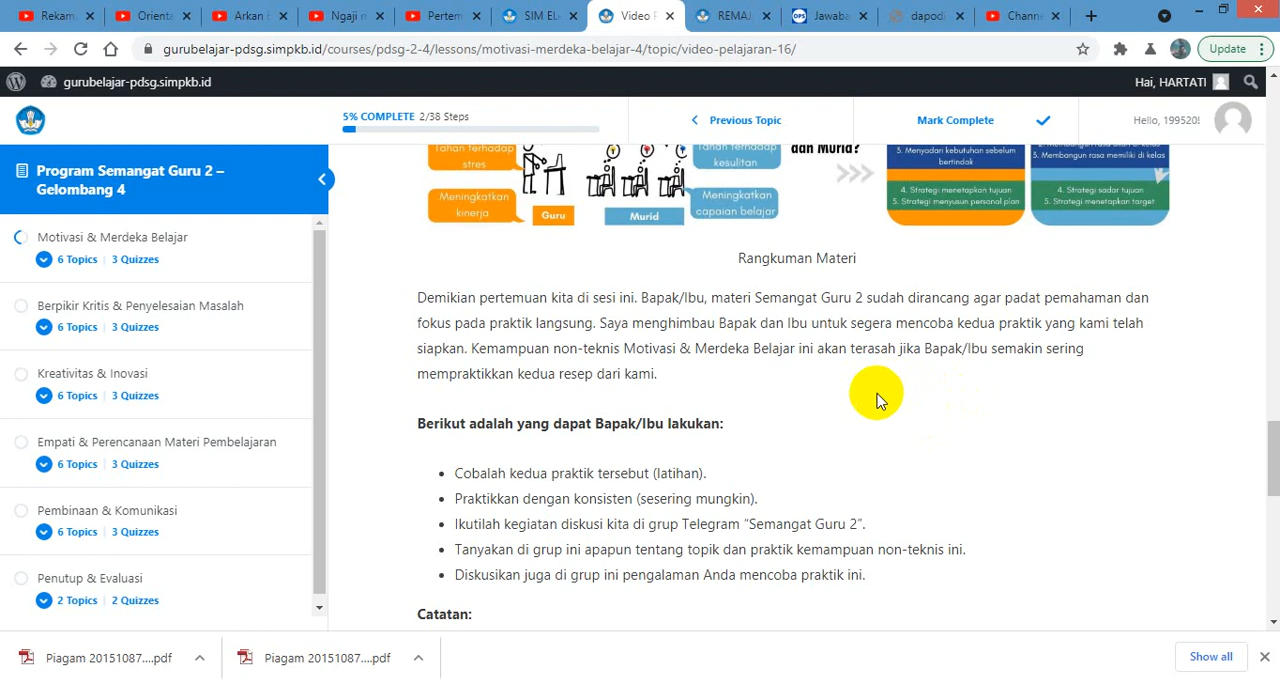 Rekam
Orienta
Arkan
Ngaji n
Pertem
SIM EL
Video P
REMAJ
Jawaba
dapodi
Chann
gurubelajar-pdsg.simpkb.id/courses/pdsg-2-4/lessons/motivasi-merdeka-belajar-4/topic/video-pelajaran-16/
Update
gurubelajar-pdsg.simpkb.id
Hai, HARTATI
5% COMPLETE 2/38 Steps
Previous Topic
Mark Complete
Hello, 199520
Program Semangat Guru 2 –
Gelombang 4
Motivasi & Merdeka Belajar
6 Topics | 3 Quizzes
Berpikir Kritis & Penyelesaian Masalah
6 Topics | 3 Quizzes
Kreativitas & Inovasi
6 Topics | 3 Quizzes
Empati & Perencanaan Materi Pembelajaran
6 Topics | 3 Quizzes
Pembinaan & Komunikasi
6 Topics | 3 Quizzes
Penutup & Evaluasi
2 Topics | 2 Quizzes
Tahan terhadap
stres
Meningkatkan
kinerja
Guru
Murid
Tahan terhadap
kesulitan
Meningkatkan
capaian belajar
dan Murid?
3. Menyadari kebutuhan sebelum
bertindak
4. Strategi menetapkan tujuan
5. Strategi menyusun personal plan
3. Membangun rasa memiliki di kelas
4. Strategi sadar tujuan
5. Strategi menetapkan target
Rangkuman Materi
Demikian pertemuan kita di sesi ini. Bapak/Ibu, materi Semangat Guru 2 sudah dirancang agar padat pemahaman dan
fokus pada praktik langsung. Saya menghimbau Bapak dan Ibu untuk segera mencoba kedua praktik yang kami telah
siapkan. Kemampuan non-teknis Motivasi & Merdeka Belajar ini akan terasah jika Bapak/Ibu semakin sering
mempraktikkan kedua resep dari kami.
Berikut adalah yang dapat Bapak/Ibu lakukan:
• Cobalah kedua praktik tersebut (latihan).
• Praktikkan dengan konsisten (sesering mungkin).
• Ikutilah kegiatan diskusi kita di grup Telegram “Semangat Guru 2”.
• Tanyakan di grup ini apapun tentang topik dan praktik kemampuan non-teknis ini.
• Diskusikan juga di grup ini pengalaman Anda mencoba praktik ini.
Catatan:
Piagam 20151087....pdf
Piagam 20151087....pdf
Show all